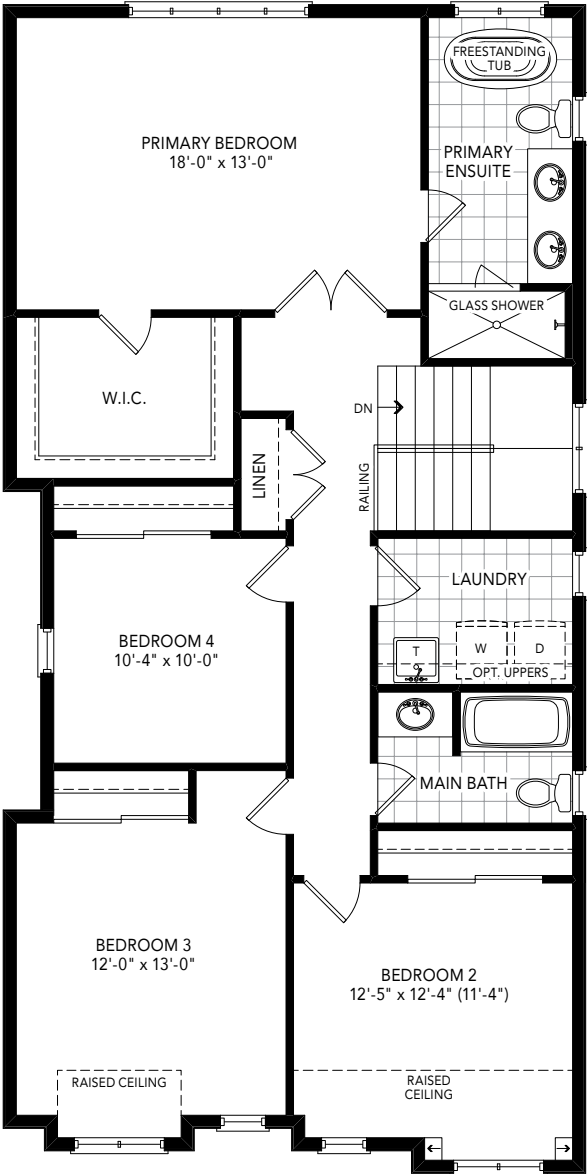 FREESTANDING
TUB
PRIMARY BEDROOM
18'-0" x 13'-0"
PRIMARY
ENSUITE
GLASS SHOWER
W.I.C.
DN
LINEN
RAILING
LAUNDRY
BEDROOM 4
10'-4" x 10'-0"
T
W
D
OPT. UPPERS
MAIN BATH
BEDROOM 3
12'-0" x 13'-0"
BEDROOM 2
12'-5" x 12'-4" (11'-4")
RAISED CEILING
RAISED
CEILING